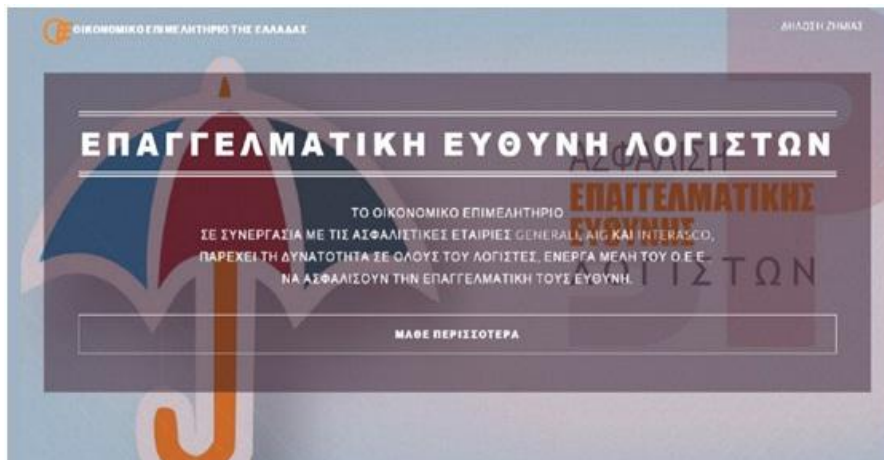 ΟΙΚΟΝΟΜΙΚΟ ΕΠΙΜΕΛΗΤΗΡΙΟ ΤΗΣ ΕΛΛΑΔΑΣ
ΔΗΛΩΣΗ ΖΗΜΙΑΣ
ΕΠΑΓΓΕΛΜΑΤΙΚΗ ΕΥΘΥΝΗ ΛΟΓΙΣΤΩΝ
ΑΣΦΑΛΙΣΗ
ΕΠΑΓΓΕΛΜΑΤΙΚΗΣ
ΕΥΘΥΝΗΣ
ΛΟΓΙΣΤΩΝ
ΤΟ ΟΙΚΟΝΟΜΙΚΟ ΕΠΙΜΕΛΗΤΗΡΙΟ
ΣΕ ΣΥΝΕΡΓΑΣΙΑ ΜΕ ΤΙΣ ΑΣΦΑΛΙΣΤΙΚΕΣ ΕΤΑΙΡΙΕΣ GENERALI, AIG ΚΑΙ INTERASCO,
ΠΑΡΕΧΕΙ ΤΗ ΔΥΝΑΤΟΤΗΤΑ ΣΕ ΟΛΟΥΣ ΤΟΥ ΛΟΓΙΣΤΕΣ, ΕΝΕΡΓΑ ΜΕΛΗ ΤΟΥ Ο.Ε.Ε.
ΝΑ ΑΣΦΑΛΙΣΟΥΝ ΤΗΝ ΕΠΑΓΓΕΛΜΑΤΙΚΗ ΤΟΥΣ ΕΥΘΥΝΗ.
ΜΑΘΕ ΠΕΡΙΣΣΟΤΕΡΑ